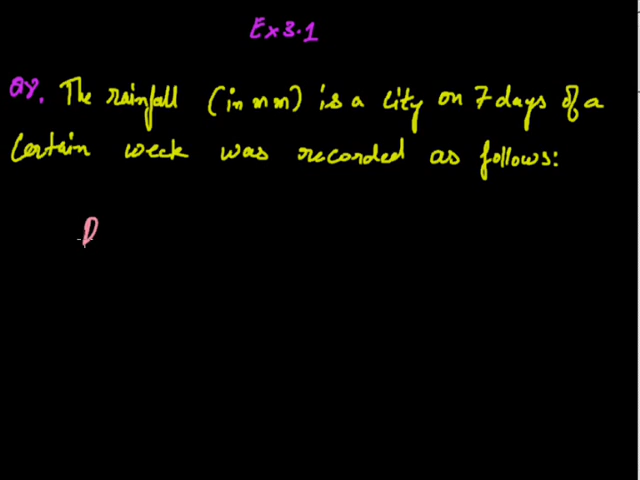 Ex 3.1
Q8. The rainfall (in mm) is a city on 7 days of a
certain week was recorded as follows:
D